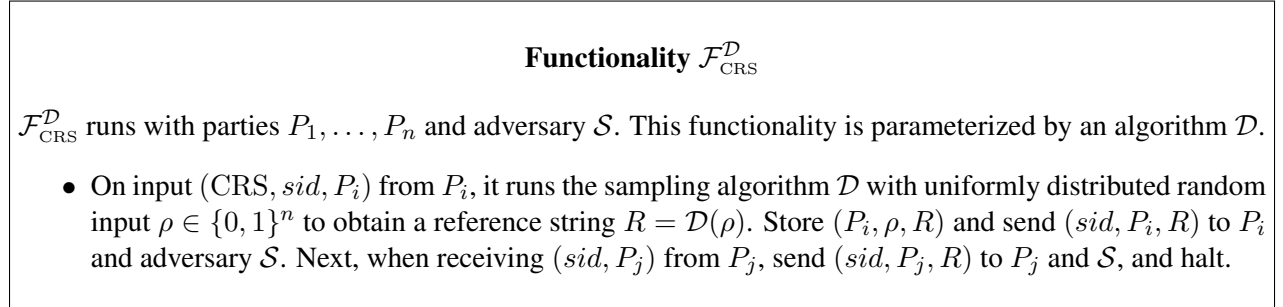 Functionality $\mathcal{F}_{\text{CRS}}^{\mathcal{D}}$
$\mathcal{F}_{\text{CRS}}^{\mathcal{D}}$ runs with parties $P_1, \ldots, P_n$ and adversary $\mathcal{S}$. This functionality is parameterized by an algorithm $\mathcal{D}$.
• On input $(\text{CRS}, sid, P_i)$ from $P_i$, it runs the sampling algorithm $\mathcal{D}$ with uniformly distributed random
input $\rho \in \{0, 1\}^n$ to obtain a reference string $R = \mathcal{D}(\rho)$. Store $(P_i, \rho, R)$ and send $(sid, P_i, R)$ to $P_i$
and adversary $\mathcal{S}$. Next, when receiving $(sid, P_j)$ from $P_j$, send $(sid, P_j, R)$ to $P_j$ and $\mathcal{S}$, and halt.